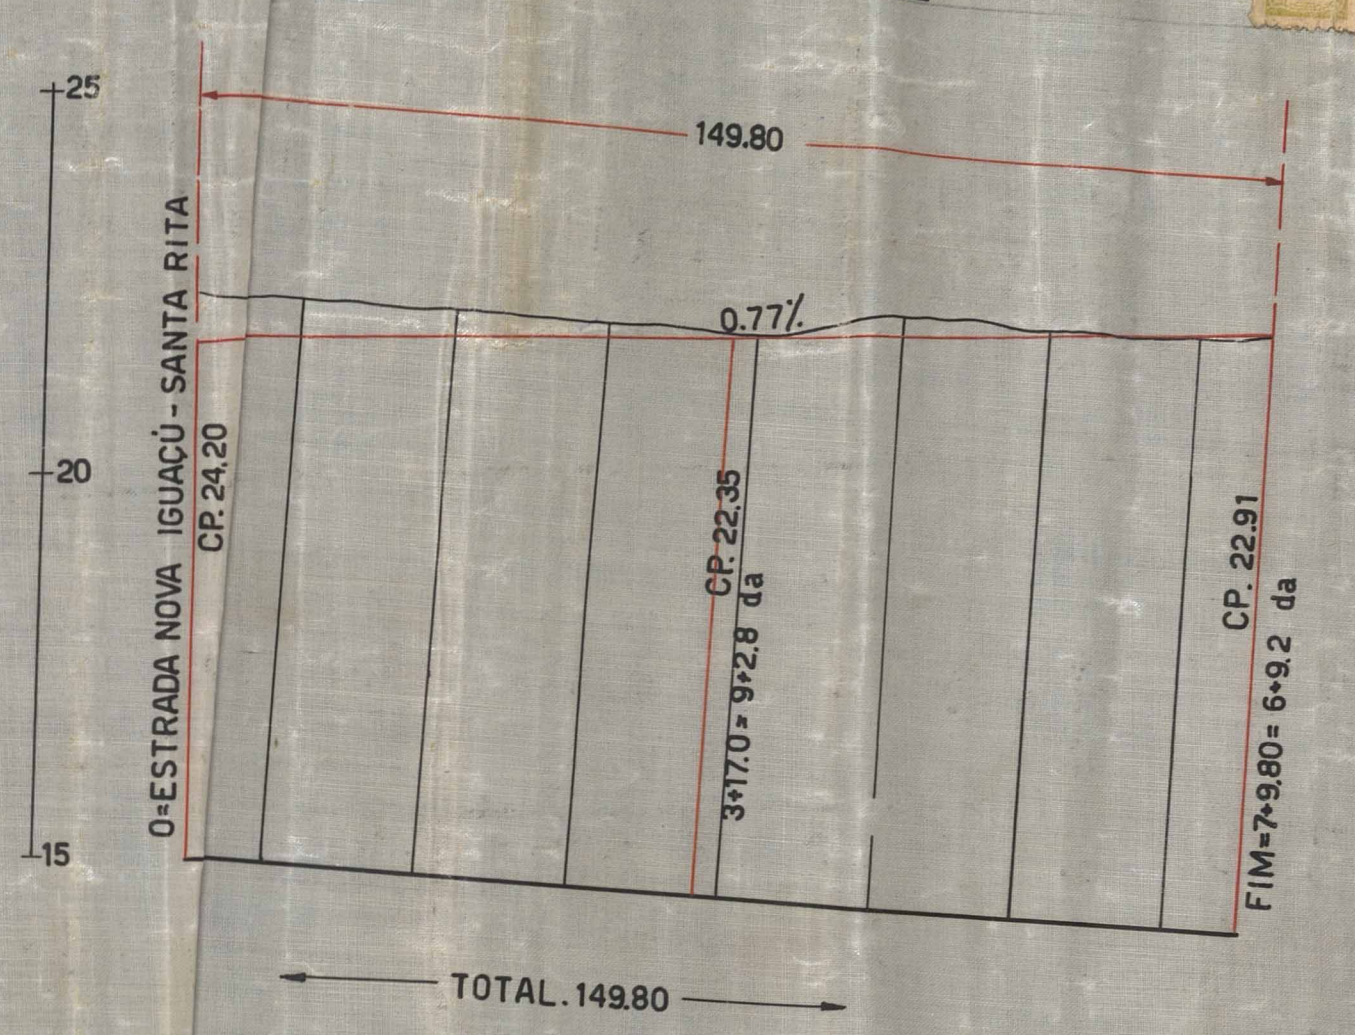 25
149.80
0.77%
20
15
0=ESTRADA NOVA IGUAÇÚ-SANTA RITA
CP. 24,20
CP. 22.35
3+17.0= 9+2.8 da
CP. 22.91
FIM=7+9.80= 6+9.2 da
TOTAL. 149.80